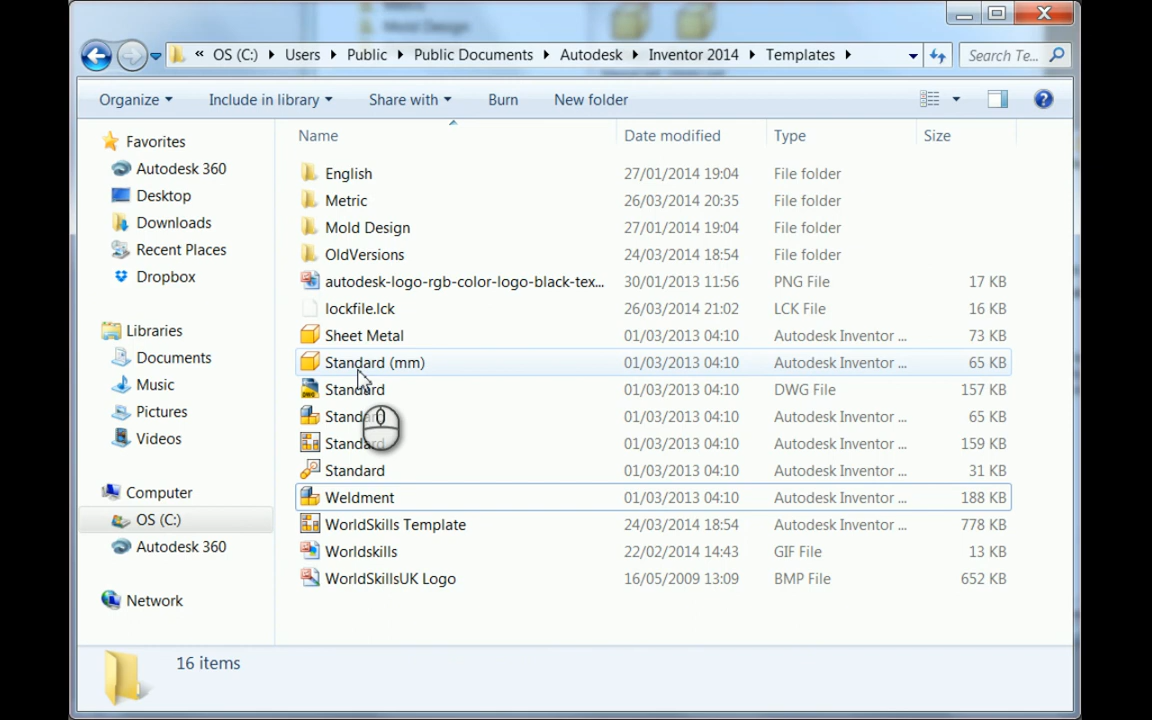 Mold Design
« OS (C:) Users Public Public Documents Autodesk Inventor 2014 Templates Search Te...
Organize Include in library Share with Burn New folder
Name Date modified Type Size
Favorites
Autodesk 360
Desktop
Downloads
Recent Places
Dropbox
Libraries
Documents
Music
Pictures
Videos
Computer
OS (C:)
Autodesk 360
Network
English 27/01/2014 19:04 File folder
Metric 26/03/2014 20:35 File folder
Mold Design 27/01/2014 19:04 File folder
OldVersions 24/03/2014 18:54 File folder
autodesk-logo-rgb-color-logo-black-tex... 30/01/2013 11:56 PNG File 17 KB
lockfile.lck 26/03/2014 21:02 LCK File 16 KB
Sheet Metal 01/03/2013 04:10 Autodesk Inventor ... 73 KB
Standard (mm) 01/03/2013 04:10 Autodesk Inventor ... 65 KB
Standard 01/03/2013 04:10 DWG File 157 KB
Standard 01/03/2013 04:10 Autodesk Inventor ... 65 KB
Standard 01/03/2013 04:10 Autodesk Inventor ... 159 KB
Standard 01/03/2013 04:10 Autodesk Inventor ... 31 KB
Weldment 01/03/2013 04:10 Autodesk Inventor ... 188 KB
WorldSkills Template 24/03/2014 18:54 Autodesk Inventor ... 778 KB
Worldskills 22/02/2014 14:43 GIF File 13 KB
WorldSkillsUK Logo 16/05/2009 13:09 BMP File 652 KB
16 items